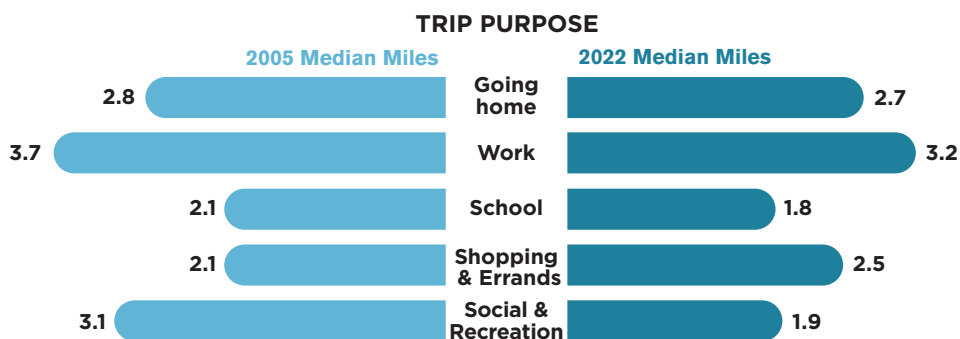 TRIP PURPOSE
2005 Median Miles 2022 Median Miles
2.8 Going home 2.7
3.7 Work 3.2
2.1 School 1.8
2.1 Shopping & Errands 2.5
3.1 Social & Recreation 1.9